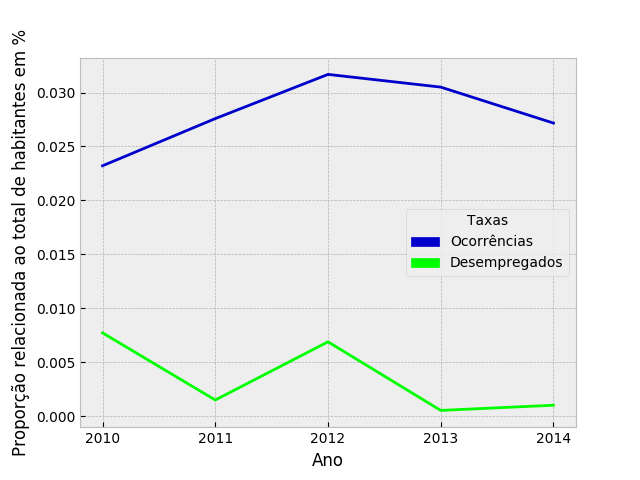 Proporção relacionada ao total de habitantes em %
0.030
0.025
0.020
0.015
0.010
0.005
0.000
Taxas
Ocorrências
Desempregados
2010 2011 2012 2013 2014
Ano